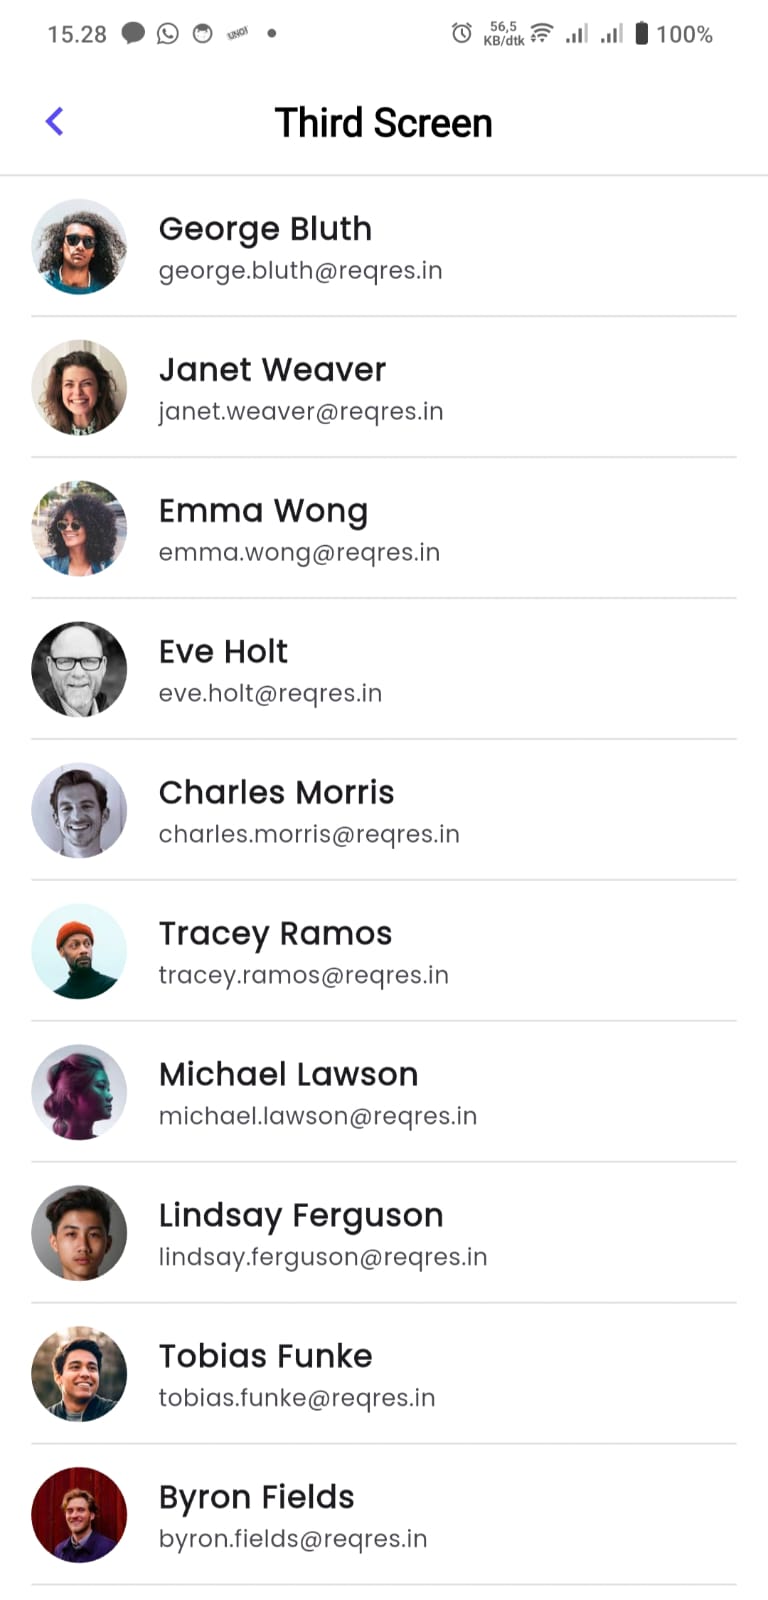 15.28
UNO!
56,5
KB/dtk
100%
Third Screen
George Bluth
george.bluth@reqres.in
Janet Weaver
janet.weaver@reqres.in
Emma Wong
emma.wong@reqres.in
Eve Holt
eve.holt@reqres.in
Charles Morris
charles.morris@reqres.in
Tracey Ramos
tracey.ramos@reqres.in
Michael Lawson
michael.lawson@reqres.in
Lindsay Ferguson
lindsay.ferguson@reqres.in
Tobias Funke
tobias.funke@reqres.in
Byron Fields
byron.fields@reqres.in